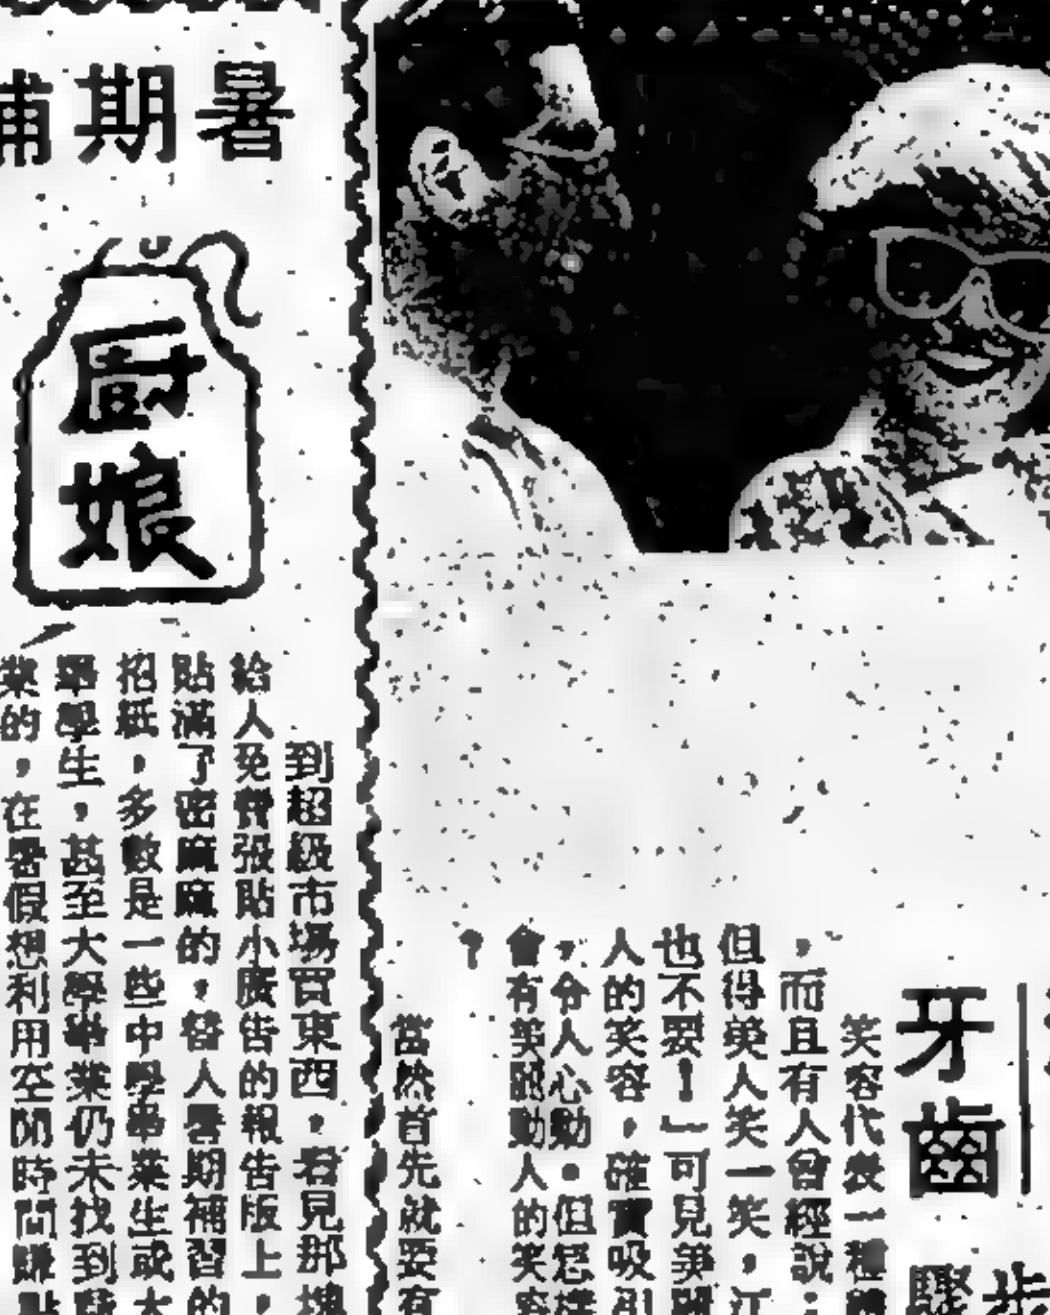 牙齒
笑容代表一種
，而且有人曾經說：
但得美人笑一笑，江
也不要！」可見笑
人的笑容，確實吸引
，令人心動。但怎樣
會有美麗動人的笑容
？
當然首先就要有
暑期補
厨娘
到超級市場買東西，看見那塊
給人免費張貼小廣告的報告版上，
貼滿了密麻麻的，替人暑期補習的
招紙，多數是一些中學畢業生或大
學生，甚至大學畢業仍未找到職
業的，在暑假想利用空閒時間賺點